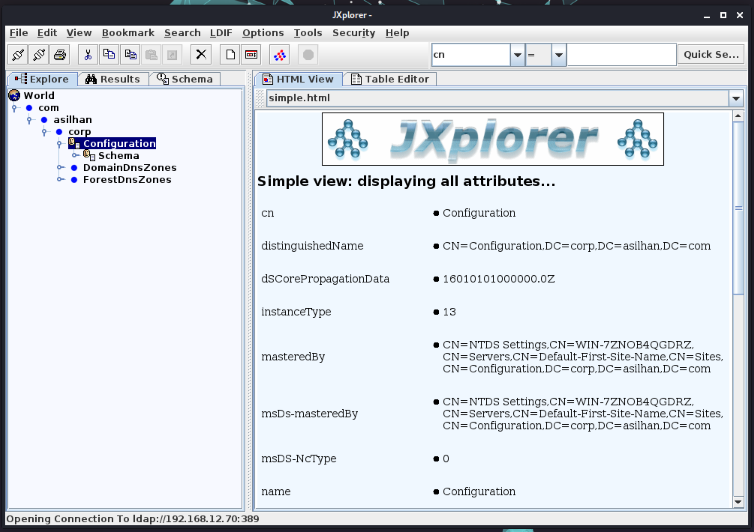 JXplorer -
File Edit View Bookmark Search LDIF Options Tools Security Help
cn = Quick Se...
Explore Results Schema
HTML View Table Editor
World
com
asilhan
corp
Configuration
Schema
DomainDnsZones
ForestDnsZones
simple.html
JXplorer
Simple view: displaying all attributes...
cn Configuration
distinguishedName CN=Configuration,DC=corp,DC=asilhan,DC=com
dSCorePropagationData 16010101000000.0Z
instanceType 13
masteredBy CN=NTDS Settings,CN=WIN-7ZNOB4QGDRZ,
CN=Servers,CN=Default-First-Site-Name,CN=Sites,
CN=Configuration,DC=corp,DC=asilhan,DC=com
msDs-masteredBy CN=NTDS Settings,CN=WIN-7ZNOB4QGDRZ,
CN=Servers,CN=Default-First-Site-Name,CN=Sites,
CN=Configuration,DC=corp,DC=asilhan,DC=com
msDS-NcType 0
name Configuration
Opening Connection To ldap://192.168.12.70:389